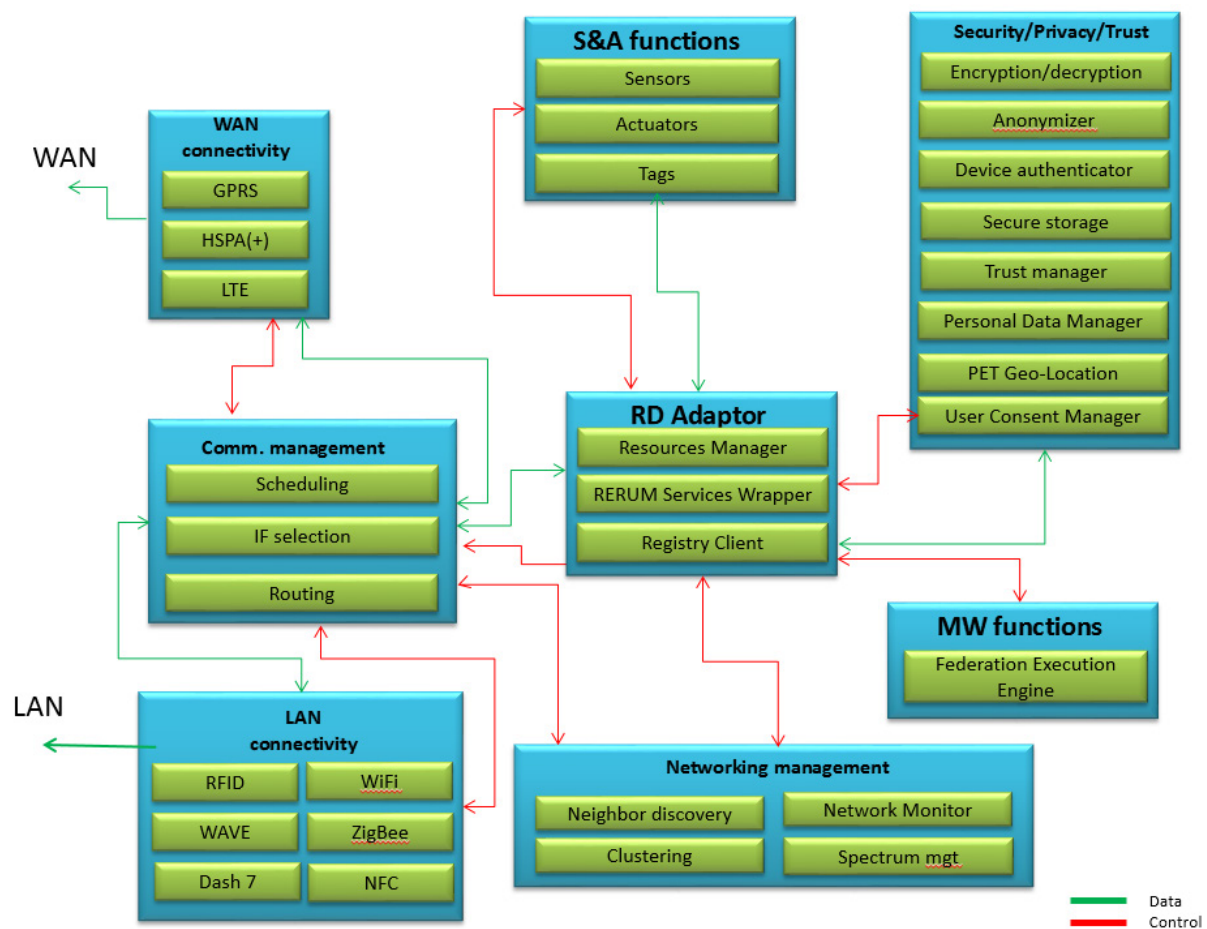 S&A functions
Sensors
Actuators
Tags
Security/Privacy/Trust
Encryption/decryption
Anonymizer
Device authenticator
Secure storage
Trust manager
Personal Data Manager
PET Geo-Location
User Consent Manager
WAN
WAN
connectivity
GPRS
HSPA(+)
LTE
Comm. management
Scheduling
IF selection
Routing
RD Adaptor
Resources Manager
RERUM Services Wrapper
Registry Client
MW functions
Federation Execution
Engine
LAN
LAN
connectivity
RFID
WiFi
WAVE
ZigBee
Dash 7
NFC
Networking management
Neighbor discovery
Network Monitor
Clustering
Spectrum mgt
Data
Control